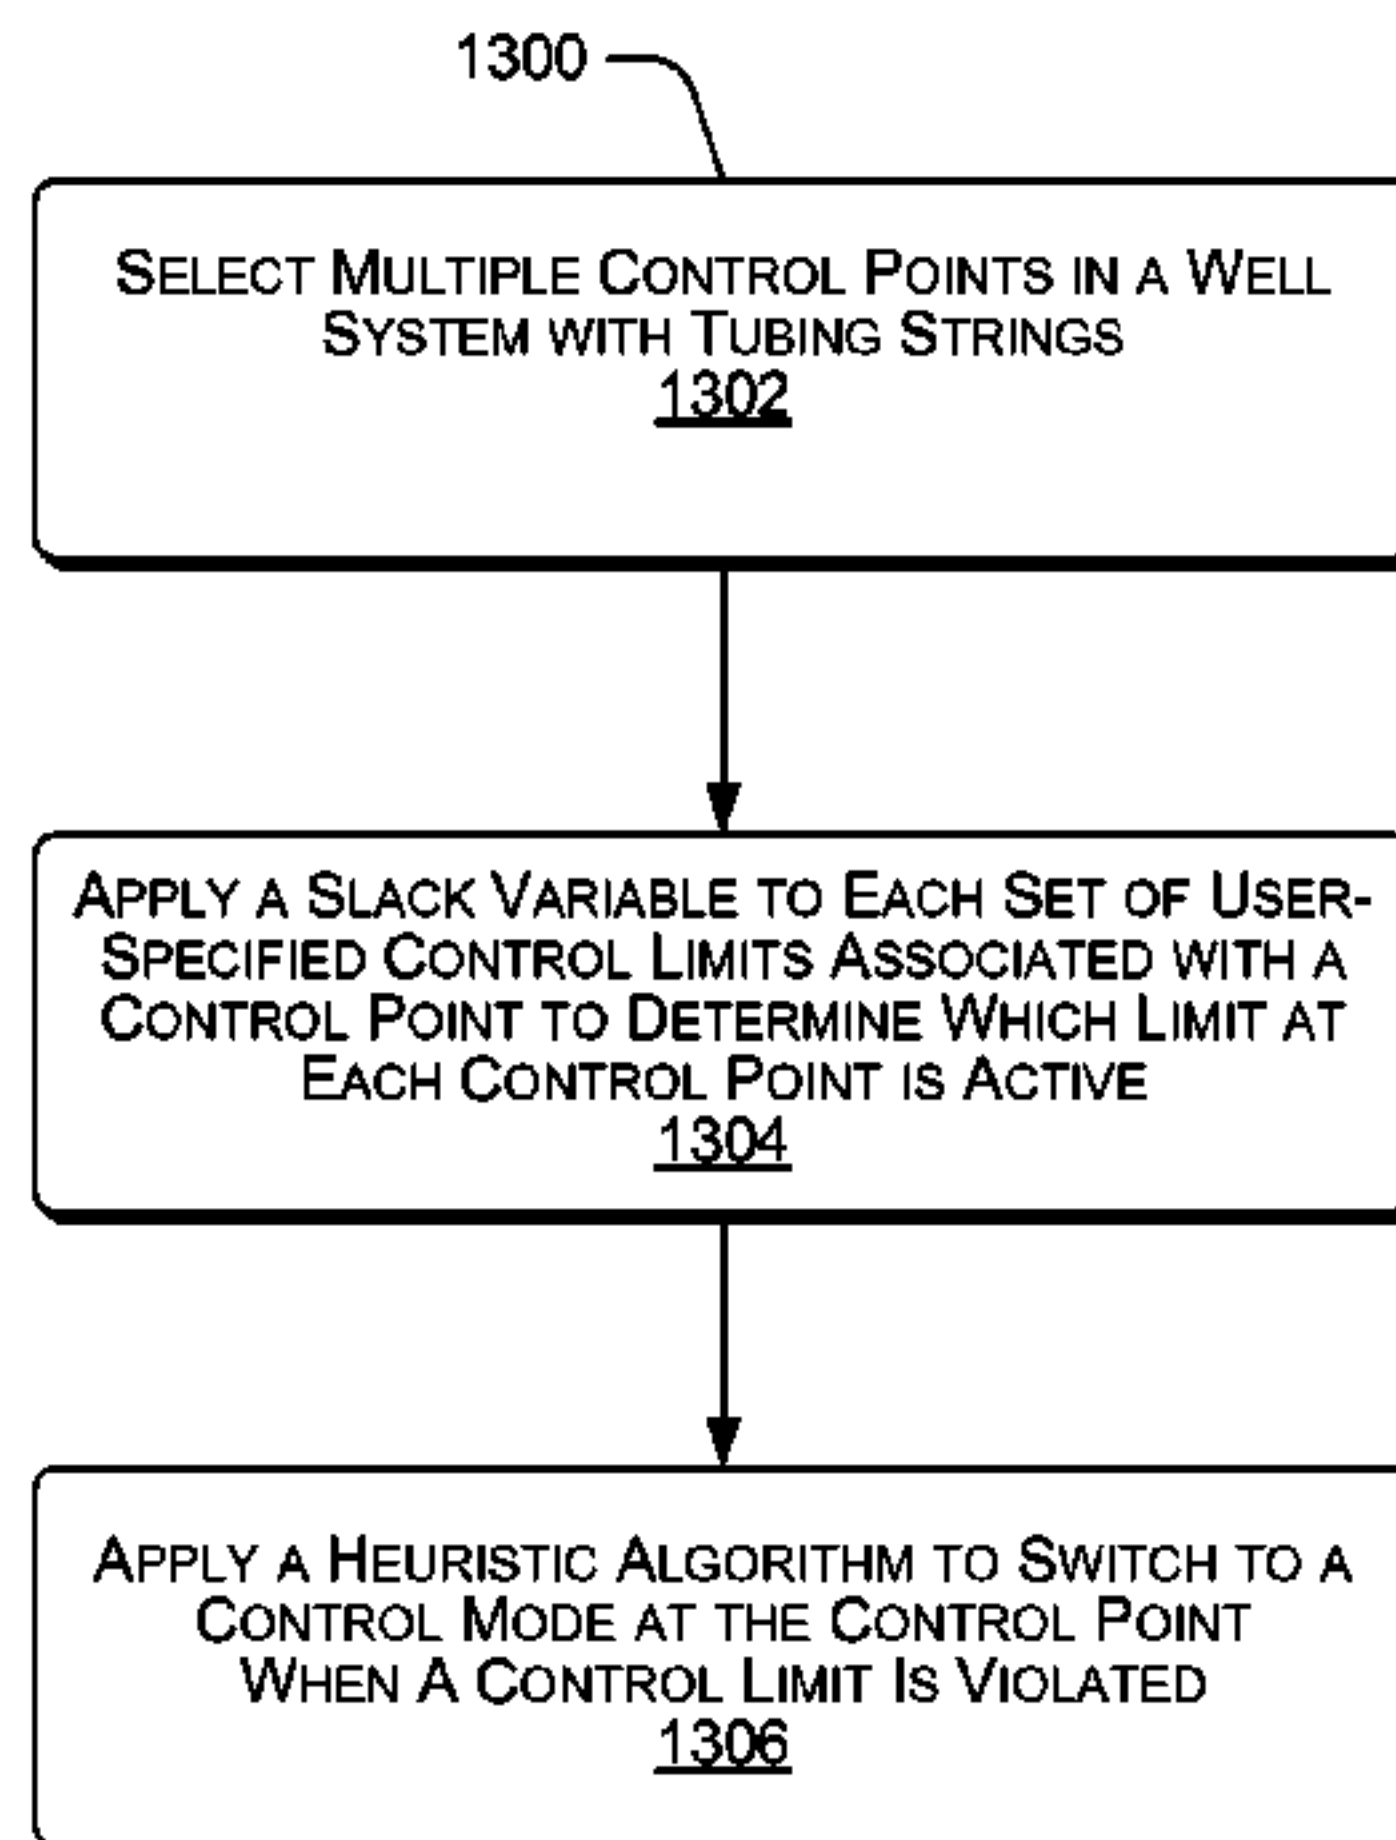 1300
SELECT MULTIPLE CONTROL POINTS IN A WELL
SYSTEM WITH TUBING STRINGS
1302
APPLY A SLACK VARIABLE TO EACH SET OF USER-
SPECIFIED CONTROL LIMITS ASSOCIATED WITH A
CONTROL POINT TO DETERMINE WHICH LIMIT AT
EACH CONTROL POINT IS ACTIVE
1304
APPLY A HEURISTIC ALGORITHM TO SWITCH TO A
CONTROL MODE AT THE CONTROL POINT
WHEN A CONTROL LIMIT IS VIOLATED
1306